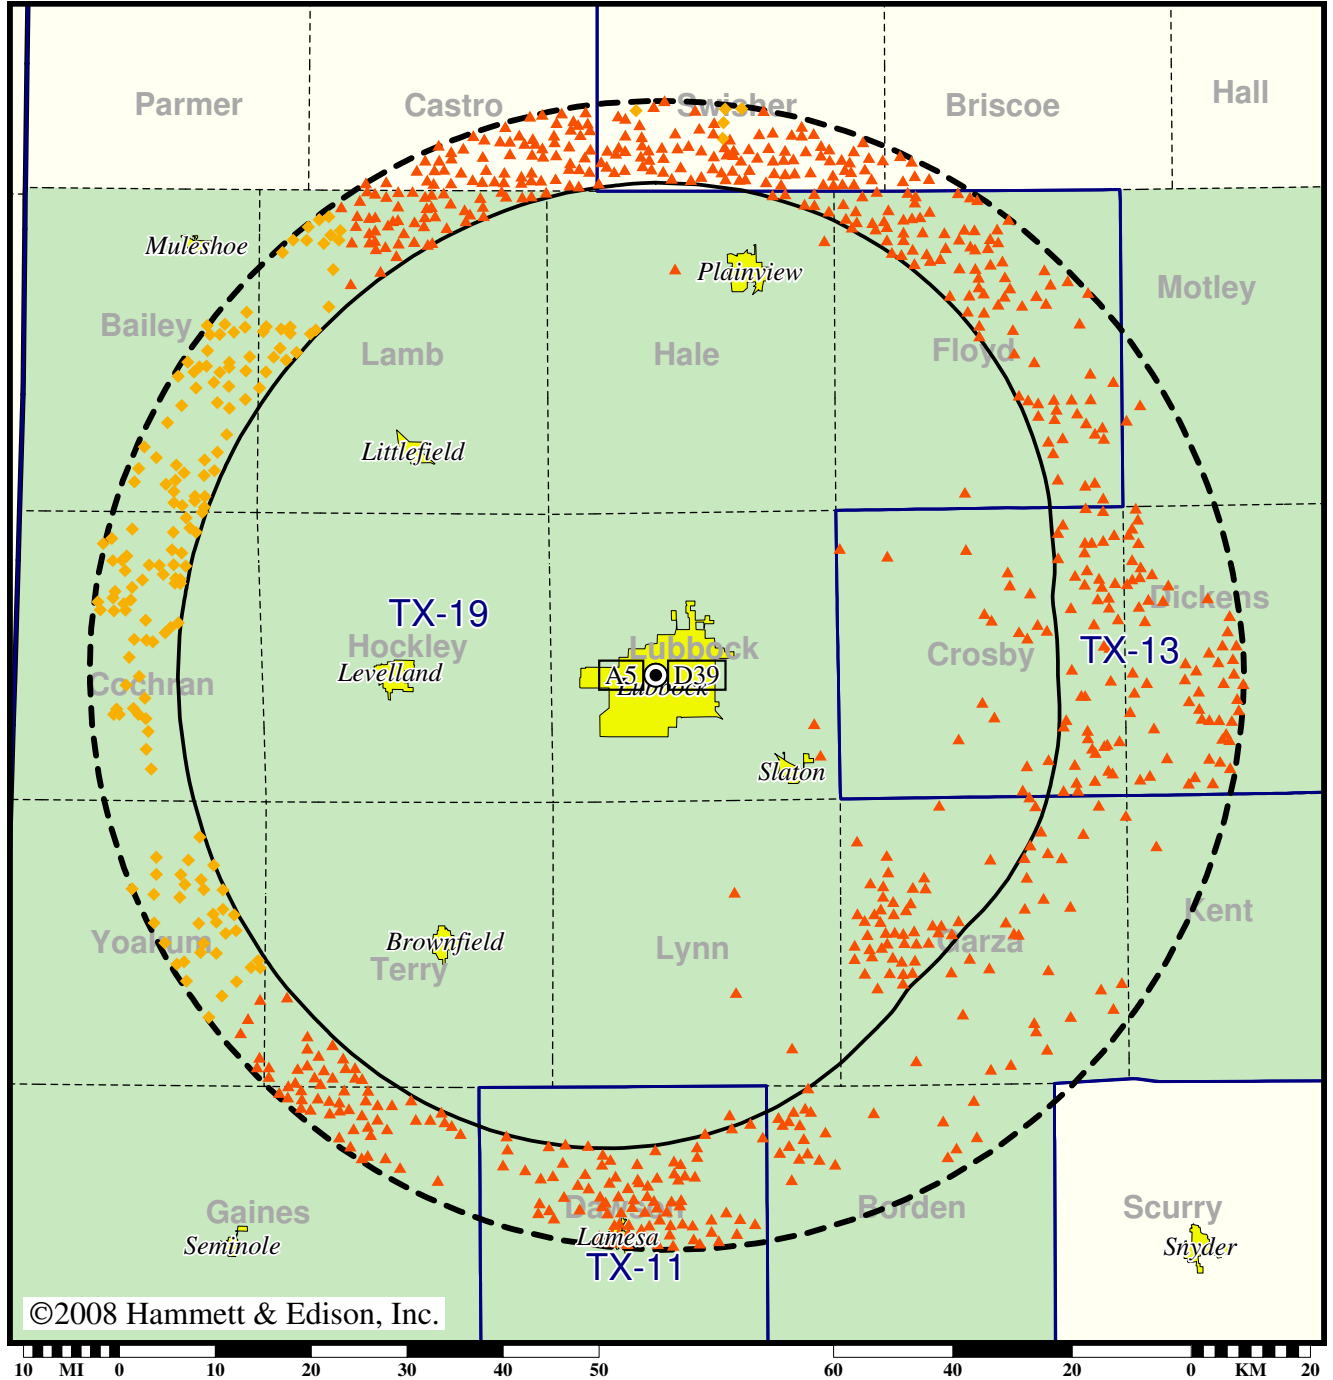 Parmer
Castro
Swisher
Briscoe
Hall
Muleshoe
Plainview
Motley
Bailey
Lamb
Hale
Floyd
Littlefield
TX-19
Hockley
Lubbock
Crosby
TX-13
Dickens
Levelland
Cochran
A5
D39
Lubbock
Slaton
Yoakum
Brownfield
Terry
Lynn
Garza
Kent
Gaines
Seminole
Dawson
Lamesa
TX-11
Borden
Scurry
Snyder
©2008 Hammett & Edison, Inc.
10 MI 0 10 20 30 40 50 60 40 20 0 KM 20